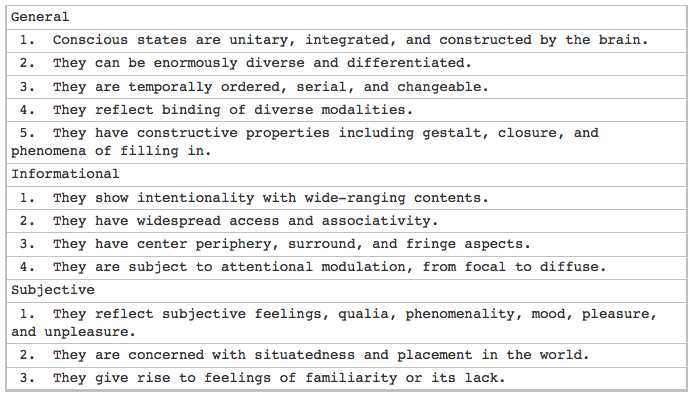 General
1. Conscious states are unitary, integrated, and constructed by the brain.
2. They can be enormously diverse and differentiated.
3. They are temporally ordered, serial, and changeable.
4. They reflect binding of diverse modalities.
5. They have constructive properties including gestalt, closure, and
phenomena of filling in.
Informational
1. They show intentionality with wide-ranging contents.
2. They have widespread access and associativity.
3. They have center periphery, surround, and fringe aspects.
4. They are subject to attentional modulation, from focal to diffuse.
Subjective
1. They reflect subjective feelings, qualia, phenomenality, mood, pleasure,
and unpleasure.
2. They are concerned with situatedness and placement in the world.
3. They give rise to feelings of familiarity or its lack.